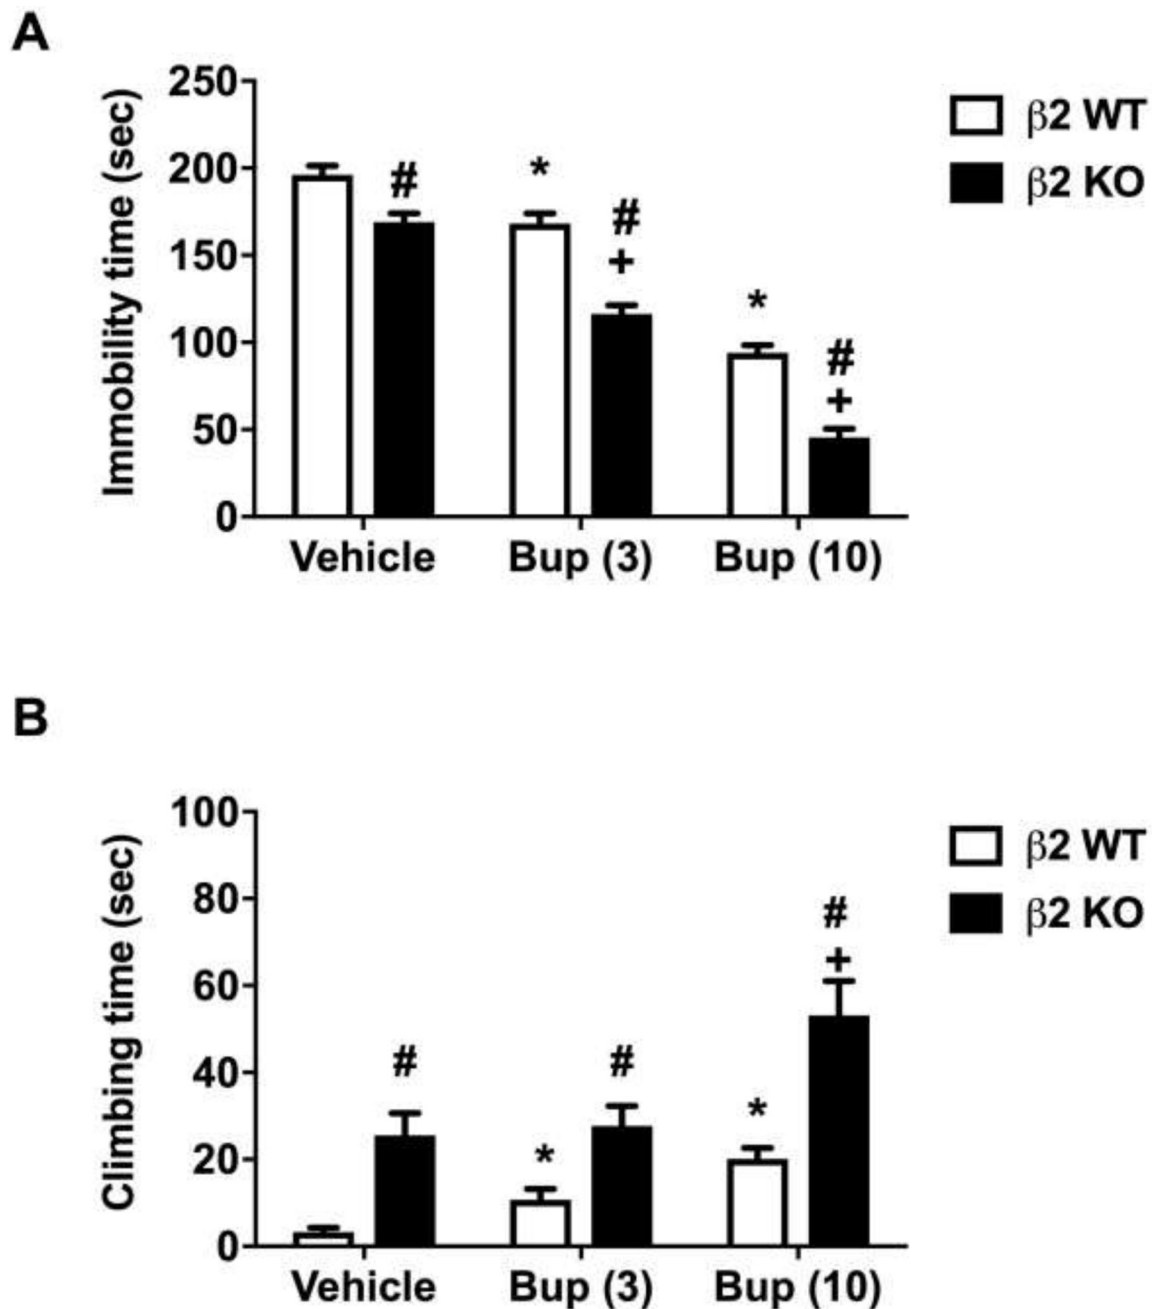 A
Immobility time (sec)
250
200
150
100
50
0
#
*
#
+
*
#
+
Vehicle Bup (3) Bup (10)
β2 WT
β2 KO
B
Climbing time (sec)
100
80
60
40
20
0
#
*
#
*
#
+
Vehicle Bup (3) Bup (10)
β2 WT
β2 KO